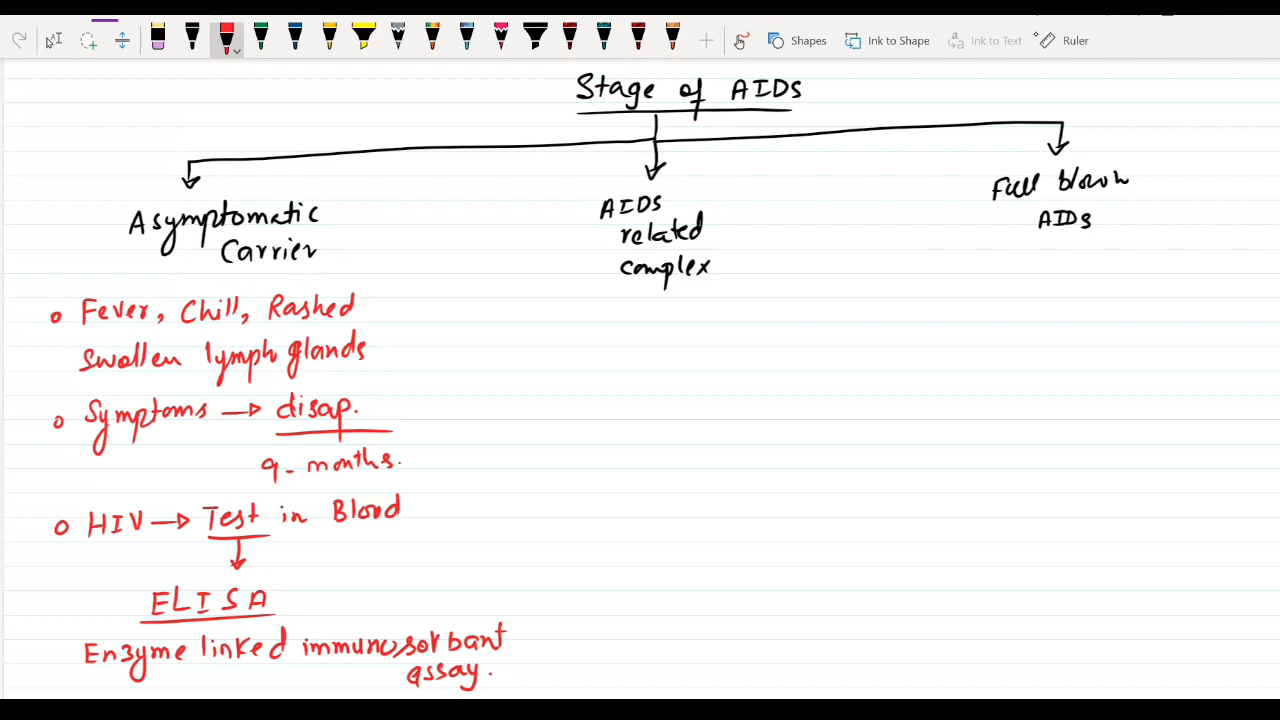 Shapes
Ink to Shape
Ink to Text
Ruler
Stage of AIDS
Asymptomatic
Carrier
AIDS
related
complex
Full blown
AIDS
Fever, Chill, Rashed
Swollen lymph glands
Symptoms → disap.
9 - months.
HIV → Test in Blood
ELISA
Enzyme linked immunosorbant
assay.